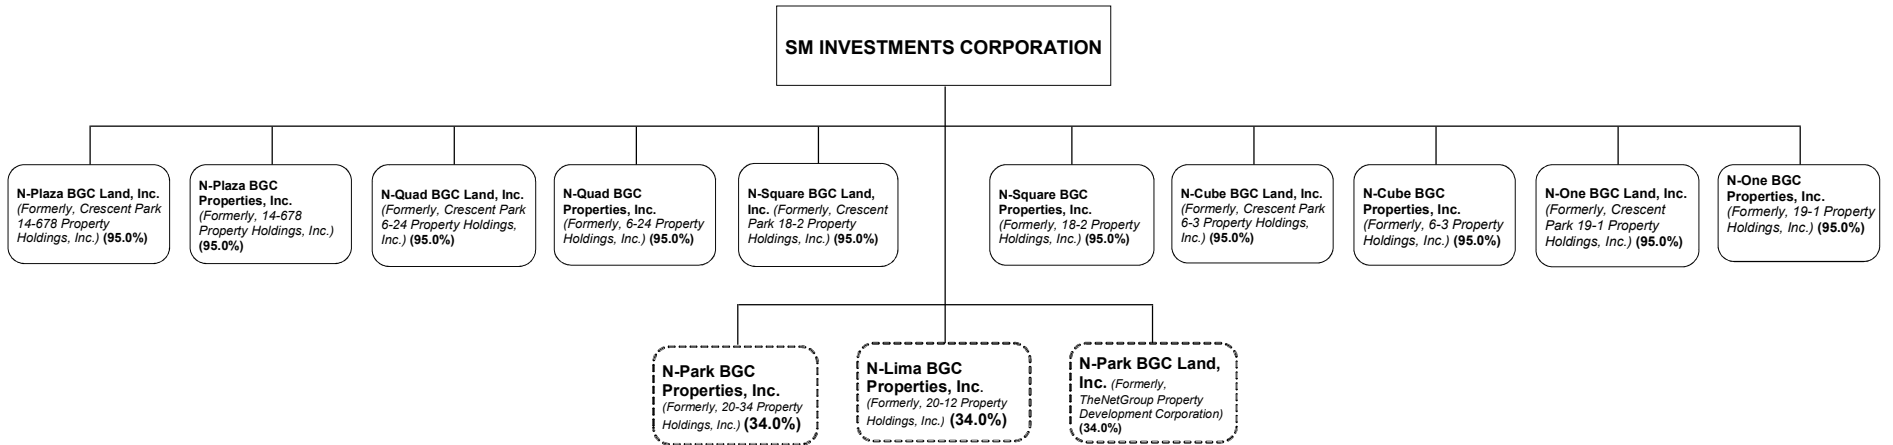 SM INVESTMENTS CORPORATION
N-Plaza BGC Land, Inc.
(Formerly, Crescent Park
14-678 Property
Holdings, Inc.) (95.0%)
N-Plaza BGC
Properties, Inc.
(Formerly, 14-678
Property Holdings, Inc.)
(95.0%)
N-Quad BGC Land, Inc.
(Formerly, Crescent Park
6-24 Property Holdings,
Inc.) (95.0%)
N-Quad BGC
Properties, Inc.
(Formerly, 6-24 Property
Holdings, Inc.) (95.0%)
N-Square BGC Land,
Inc. (Formerly, Crescent
Park 18-2 Property
Holdings, Inc.) (95.0%)
N-Square BGC
Properties, Inc.
(Formerly, 18-2 Property
Holdings, Inc.) (95.0%)
N-Cube BGC Land, Inc.
(Formerly, Crescent Park
6-3 Property Holdings,
Inc.) (95.0%)
N-Cube BGC
Properties, Inc.
(Formerly, 6-3 Property
Holdings, Inc.) (95.0%)
N-One BGC Land, Inc.
(Formerly, Crescent
Park 19-1 Property
Holdings, Inc.) (95.0%)
N-One BGC
Properties, Inc.
(Formerly, 19-1 Property
Holdings, Inc.) (95.0%)
N-Park BGC
Properties, Inc.
(Formerly, 20-34 Property
Holdings, Inc.) (34.0%)
N-Lima BGC
Properties, Inc.
(Formerly, 20-12 Property
Holdings, Inc.) (34.0%)
N-Park BGC Land,
Inc. (Formerly,
TheNetGroup Property
Development Corporation)
(34.0%)